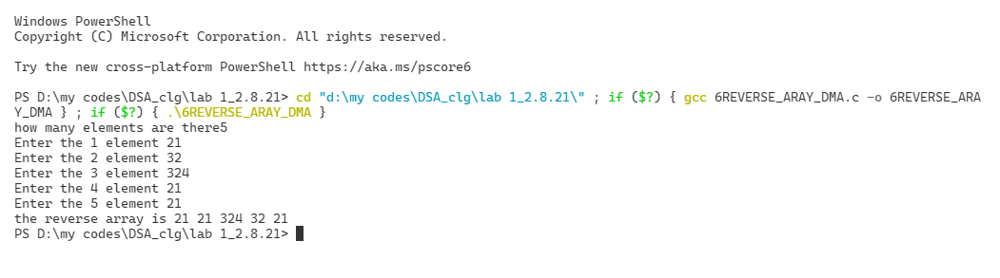 Windows PowerShell
Copyright (C) Microsoft Corporation. All rights reserved.
Try the new cross-platform PowerShell https://aka.ms/pscore6
PS D:\my codes\DSA_clg\lab 1_2.8.21> cd "d:\my codes\DSA_clg\lab 1_2.8.21\" ; if ($?) { gcc 6REVERSE_ARAY_DMA.c -o 6REVERSE_ARA
Y_DMA } ; if ($?) { .\6REVERSE_ARAY_DMA }
how many elements are there5
Enter the 1 element 21
Enter the 2 element 32
Enter the 3 element 324
Enter the 4 element 21
Enter the 5 element 21
the reverse array is 21 21 324 32 21
PS D:\my codes\DSA_clg\lab 1_2.8.21>